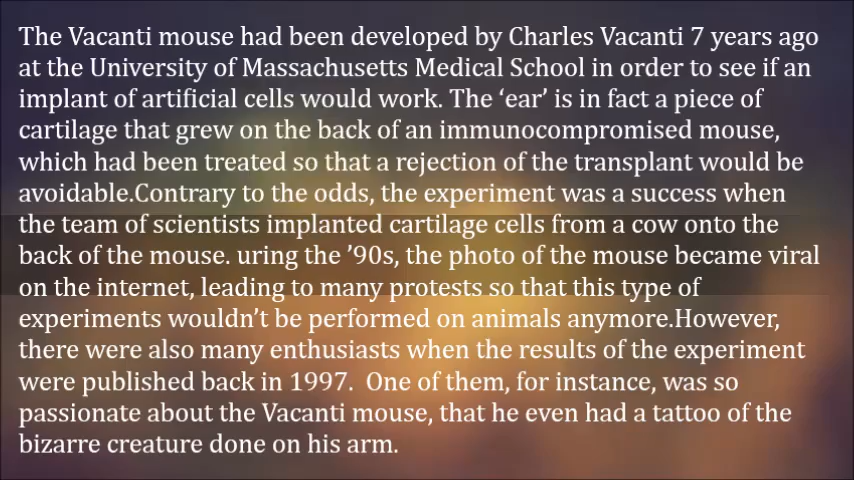 The Vacanti mouse had been developed by Charles Vacanti 7 years ago
at the University of Massachusetts Medical School in order to see if an
implant of artificial cells would work. The ‘ear’ is in fact a piece of
cartilage that grew on the back of an immunocompromised mouse,
which had been treated so that a rejection of the transplant would be
avoidable.Contrary to the odds, the experiment was a success when
the team of scientists implanted cartilage cells from a cow onto the
back of the mouse. uring the ’90s, the photo of the mouse became viral
on the internet, leading to many protests so that this type of
experiments wouldn’t be performed on animals anymore.However,
there were also many enthusiasts when the results of the experiment
were published back in 1997.  One of them, for instance, was so
passionate about the Vacanti mouse, that he even had a tattoo of the
bizarre creature done on his arm.